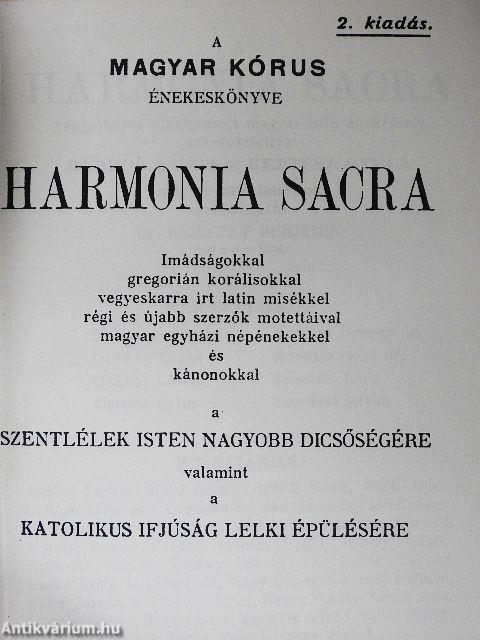 2. kiadás.
A
MAGYAR KÓRUS
ÉNEKESKÖNYVE
HARMONIA SACRA
Imádságokkal
gregorián korálisokkal
vegyeskarra irt latin misékkel
régi és újabb szerzők motettáival
magyar egyházi népénekekkel
és
kánonokkal
a
SZENTLÉLEK ISTEN NAGYOBB DICSŐSÉGÉRE
valamint
a
KATOLIKUS IFJÚSÁG LELKI ÉPÜLÉSÉRE
Antikvárium.hu